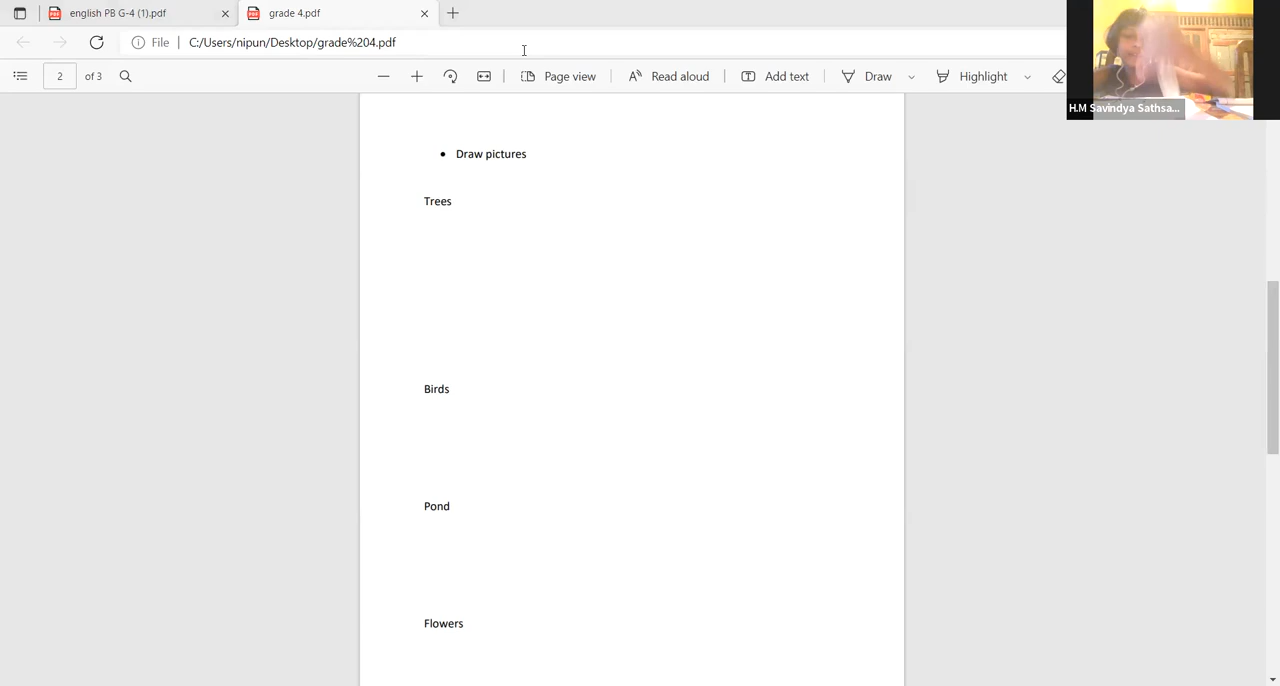 english PB G-4 (1).pdf
grade 4.pdf
File
C:/Users/nipun/Desktop/grade%204.pdf
2 of 3
Page view
Read aloud
Add text
Draw
Highlight
H.M Savindya Sathsa...
• Draw pictures
Trees
Birds
Pond
Flowers